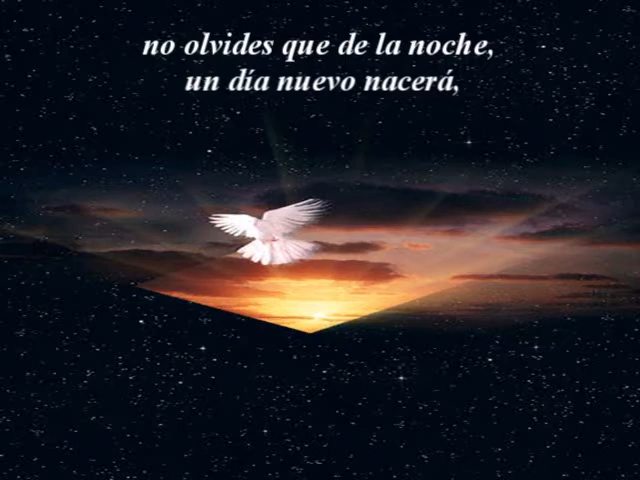 no olvides que de la noche,
un día nuevo nacerá,